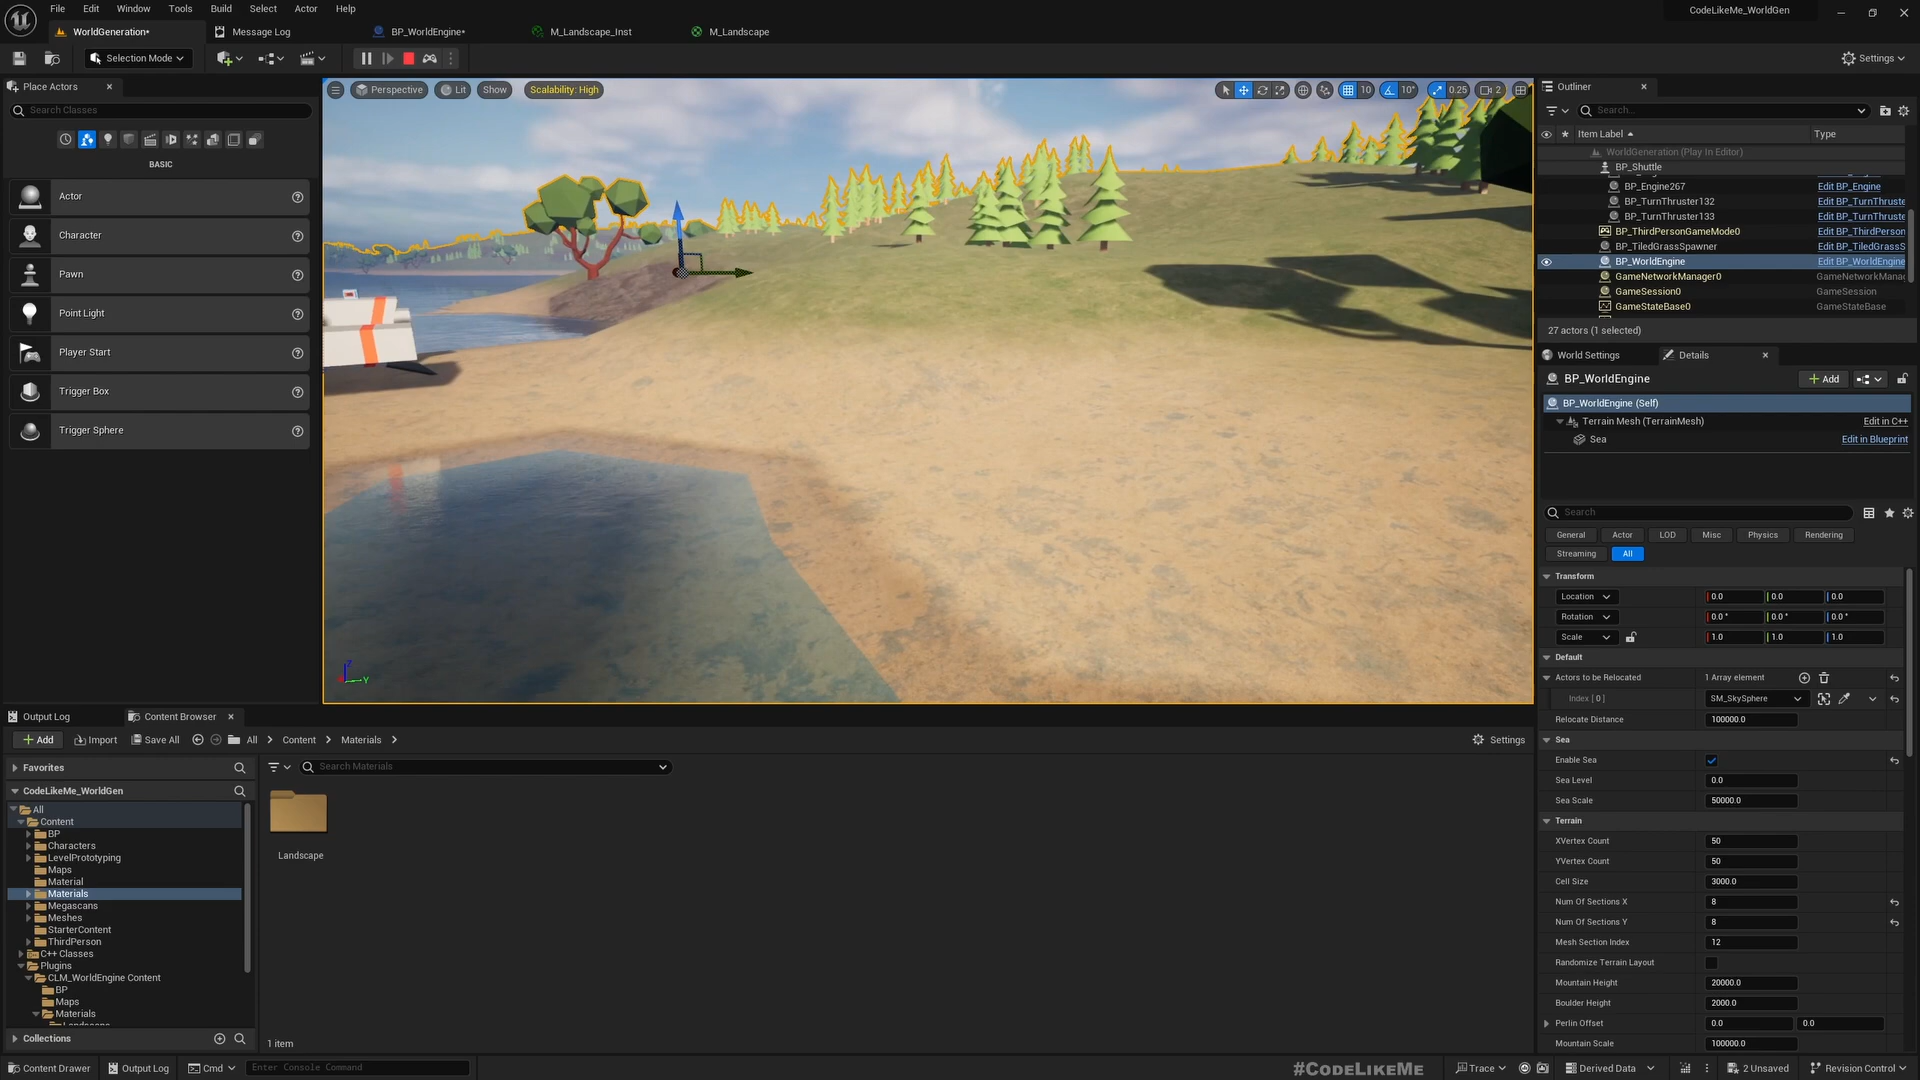 File Edit Window Tools Build Select Actor Help
CodeLikeMe_WorldGen
WorldGeneration* Message Log BP_WorldEngine* M_Landscape_Inst M_Landscape
Selection Mode
Settings
Place Actors
Search Classes
BASIC
Actor
Character
Pawn
Point Light
Player Start
Trigger Box
Trigger Sphere
Perspective Lit Show Scalability: High
10 10° 0.25 2
Y
Outliner
Search...
Item Label Type
WorldGeneration (Play In Editor)
BP_Shuttle
BP_Engine267 Edit BP_Engine
BP_TurnThruster132 Edit BP_TurnThruste
BP_TurnThruster133 Edit BP_TurnThruste
BP_ThirdPersonGameMode0 Edit BP_ThirdPerson
BP_TiledGrassSpawner Edit BP_TiledGrassS
BP_WorldEngine Edit BP_WorldEngine
GameNetworkManager0 GameNetworkMana
GameSession0 GameSession
GameStateBase0 GameStateBase
27 actors (1 selected)
World Settings Details
BP_WorldEngine
Add
BP_WorldEngine (Self)
Terrain Mesh (TerrainMesh) Edit in C++
Sea Edit in Blueprint
Search
General Actor LOD Misc Physics Rendering
Streaming All
Transform
Location 0.0 0.0 0.0
Rotation 0.0° 0.0° 0.0°
Scale 1.0 1.0 1.0
Default
Actors to be Relocated 1 Array element
Index [ 0 ] SM_SkySphere
Relocate Distance 100000.0
Sea
Enable Sea
Sea Level 0.0
Sea Scale 50000.0
Terrain
XVertex Count 50
YVertex Count 50
Cell Size 3000.0
Num Of Sections X 8
Num Of Sections Y 8
Mesh Section Index 12
Randomize Terrain Layout
Mountain Height 20000.0
Boulder Height 2000.0
Perlin Offset 0.0 0.0
Mountain Scale 100000.0
Output Log Content Browser
Add Import Save All All Content Materials Settings
Favorites
Search Materials
CodeLikeMe_WorldGen
All
Content
BP
Characters
LevelPrototyping
Maps
Material
Materials
Megascans
Meshes
StarterContent
ThirdPerson
C++ Classes
Plugins
CLM_WorldEngine Content
BP
Maps
Materials
Landscape
1 item
Collections
Content Drawer Output Log Cmd Enter Console Command
#CodeLikeMe
Trace Derived Data 2 Unsaved Revision Control